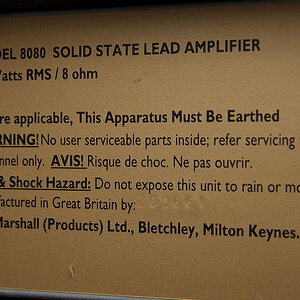 DEL 8080 SOLID STATE LEAD AMPLIFIER
Watts RMS / 8 ohm
re applicable, This Apparatus Must Be Earthed
RNING! No user serviceable parts inside; refer servicing
nnel only. AVIS! Risque de choc. Ne pas ouvrir.
& Shock Hazard: Do not expose this unit to rain or mo
factured in Great Britain by:
Marshall (Products) Ltd., Bletchley, Milton Keynes.